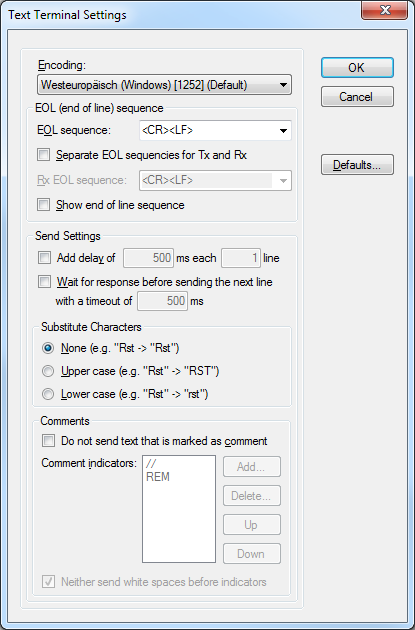 Text Terminal Settings
Encoding:
Westeuropäisch (Windows) [1252] (Default)
OK
Cancel
EOL (end of line) sequence
EOL sequence: <CR><LF>
Separate EOL sequencies for Tx and Rx
Defaults...
Rx EOL sequence: <CR><LF>
Show end of line sequence
Send Settings
Add delay of 500 ms each 1 line
Wait for response before sending the next line
with a timeout of 500 ms
Substitute Characters
None (e.g. "Rst -> "Rst")
Upper case (e.g. "Rst" -> "RST")
Lower case (e.g. "Rst" -> "rst")
Comments
Do not send text that is marked as comment
Comment indicators: // Add...
REM
Delete...
Up
Down
Neither send white spaces before indicators